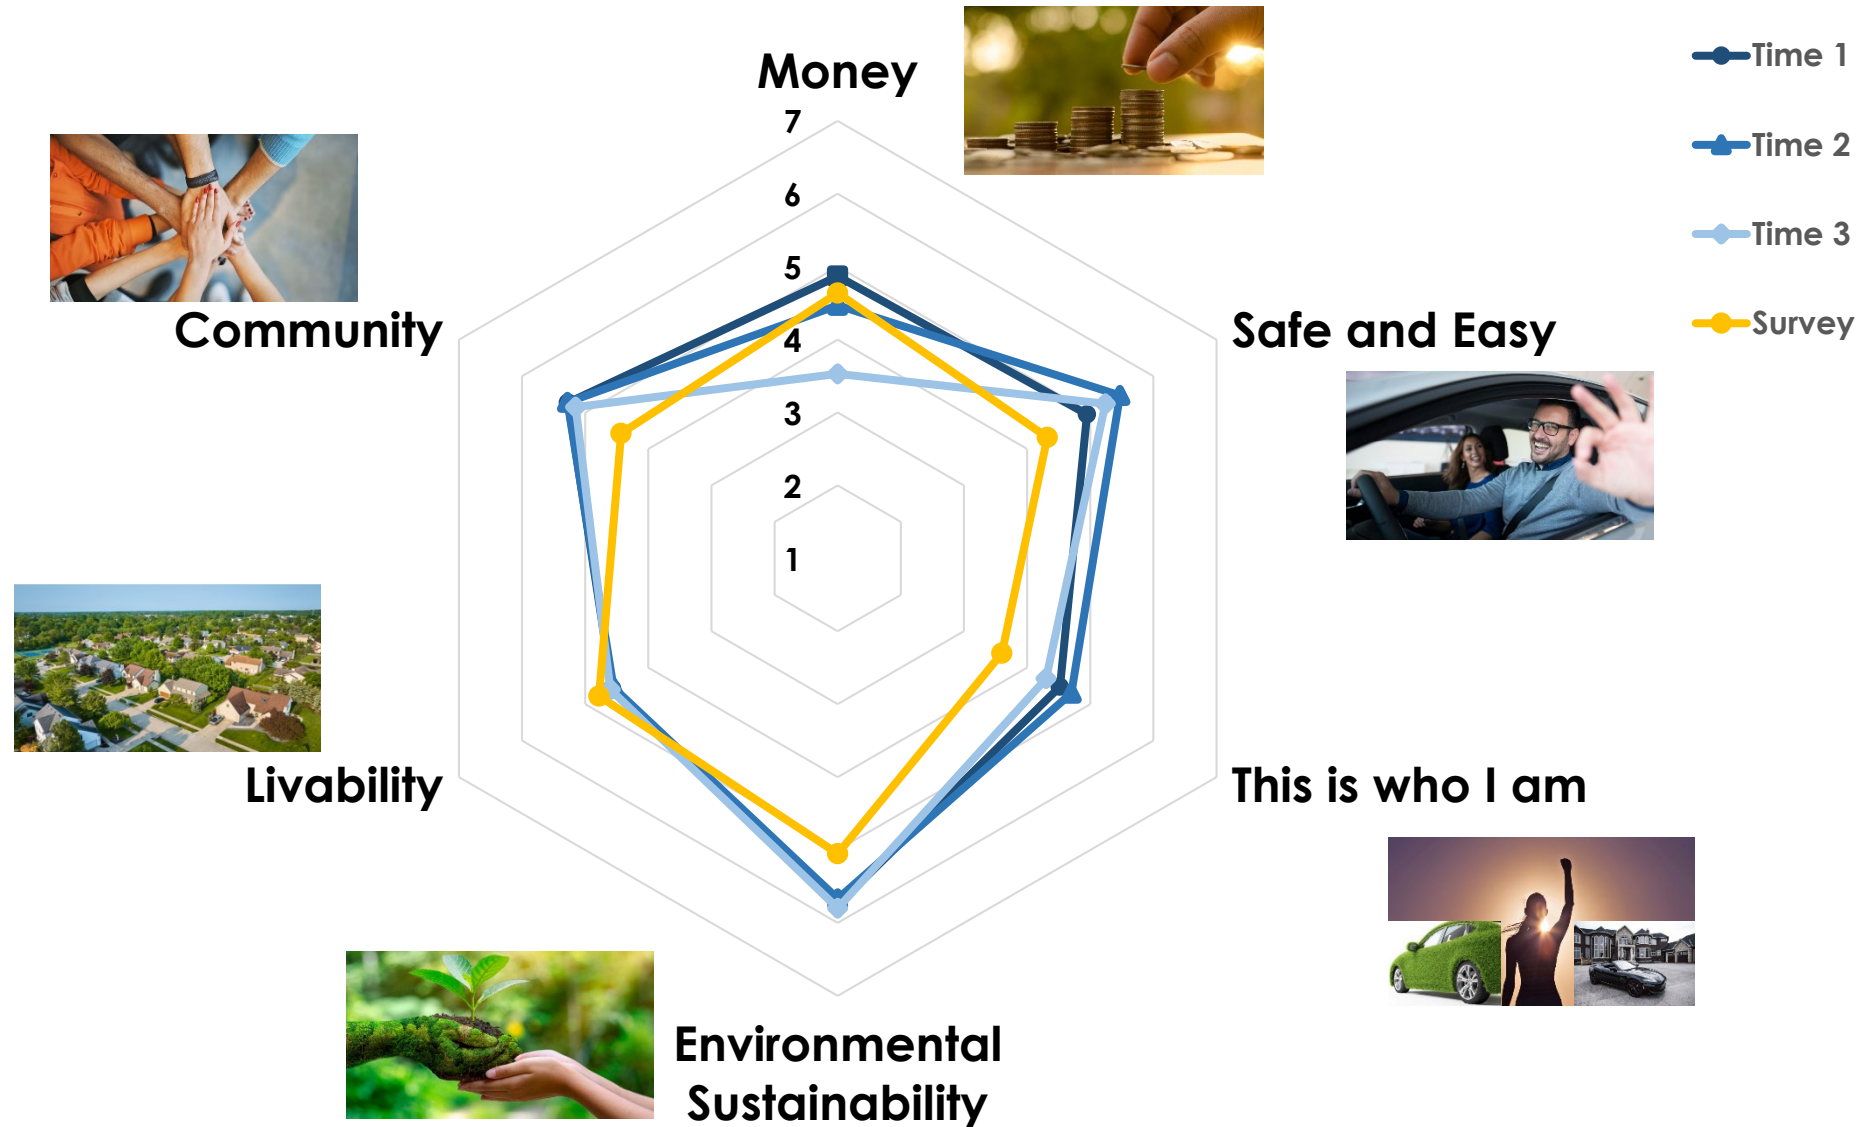 Money
7
6
5
4
3
2
1
Time 1
Time 2
Time 3
Survey
Community
Safe and Easy
Livability
This is who I am
Environmental
Sustainability